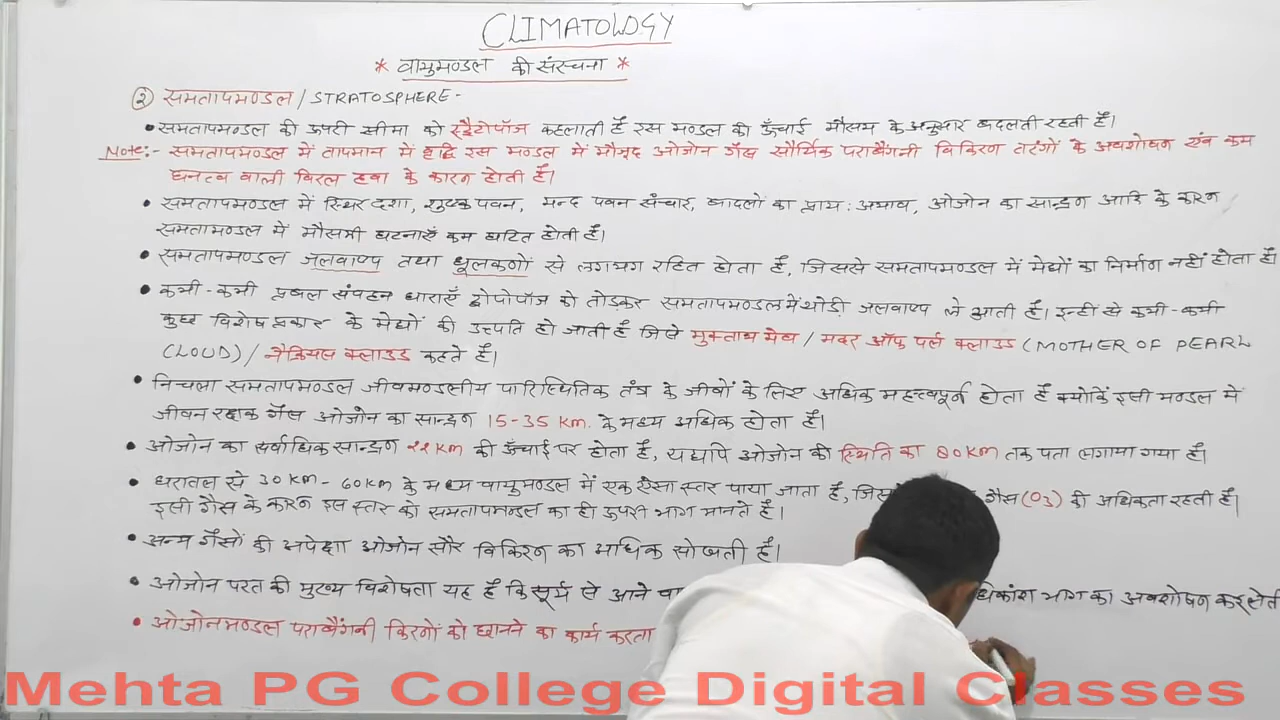 CLIMATOLOGY
* वायुमण्डल की संरचना *
② समतापमण्डल / STRATOSPHERE -
• समतापमण्डल की ऊपरी सीमा को स्ट्रैटोपॉज कहलाती हैं इस मण्डल की ऊँचाई मौसम के अनुसार बदलती रहती हैं।
Note:- समतापमण्डल में तापमान में वृद्धि इस मण्डल में मौजूद ओजोन गैस सौर्यिक पराबैंगनी विकिरण तरंगों के अवशोषण एंव कम
घनत्व वाली विरल हवा के कारन होती हैं।
• समतापमण्डल में स्थिर दशा, शुष्क पवन, मन्द पवन संचार, बादलों का प्राय: अभाव, ओजोन का सान्द्रण आदि के कारन
समतामण्डल में मौसमी घटनाएँ कम घटित होती हैं।
• समतापमण्डल जलवाष्प तथा धूलकणों से लगभग रहित होता हैं, जिससे समतापमण्डल में मेघों का निर्माण नहीं होता हैं
• कभी-कभी प्रबल संवहन धाराएँ ट्रोपोपॉज को तोड़कर समतापमण्डल में थोड़ी जलवाष्प ले आती हैं। इन्हीं से कभी-कभी
कुछ विशेष प्रकार के मेघों की उत्पति हो जाती हैं जिसे मुक्ताभ मेघ / मदर ऑफ पर्ल क्लाउड (MOTHER OF PEARL
CLOUD) / नैक्रियस क्लाउड कहते हैं।
• निचला समतापमण्डल जीवमण्डलीय पारिस्थितिक तंत्र के जीवों के लिए अधिक महत्त्वपूर्ण होता हैं क्योकिं इसी मण्डल में
जीवन रक्षक गैस ओजोन का सान्द्रण 15-35 Km. के मध्य अधिक होता हैं।
• ओजोन का सर्वाधिक सान्द्रण 22 Km की ऊँचाई पर होता हैं, यद्यपि ओजोन की स्थिति का 80 Km तक पता लगाया गया हैं।
• धरातल से 30 Km - 60 Km के मध्य वायुमण्डल में एक ऐसा स्तर पाया जाता हैं, गैस (O3) की अधिकता रहती हैं।
इसी गैस के कारन इस स्तर को समतापमण्डल का ही ऊपरी भाग मानते हैं।
• अन्य गैसों की अपेक्षा ओजोन सौर विकिरण का अधिक सोखती हैं।
• ओजोन परत की मुख्य विशेषता यह हैं कि सूर्य से आने भाग का अवशोषण कर लेती
• ओजोनमण्डल पराबैंगनी किरणों को छानने का कार्य करता
Mehta PG College Digital Classes